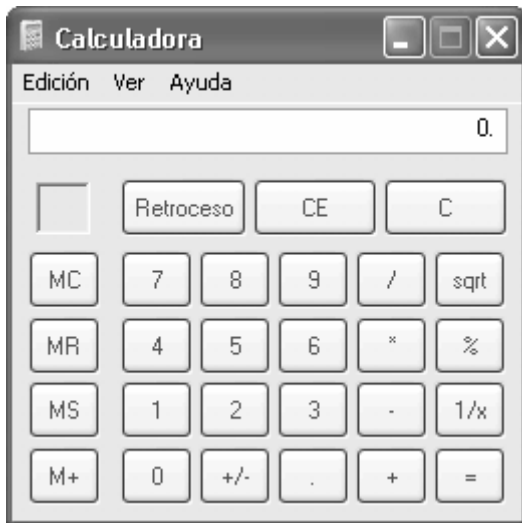 Calculadora
Edición Ver Ayuda
0.
Retroceso CE C
MC 7 8 9 / sqrt
MR 4 5 6 * %
MS 1 2 3 - 1/x
M+ 0 +/- . + =